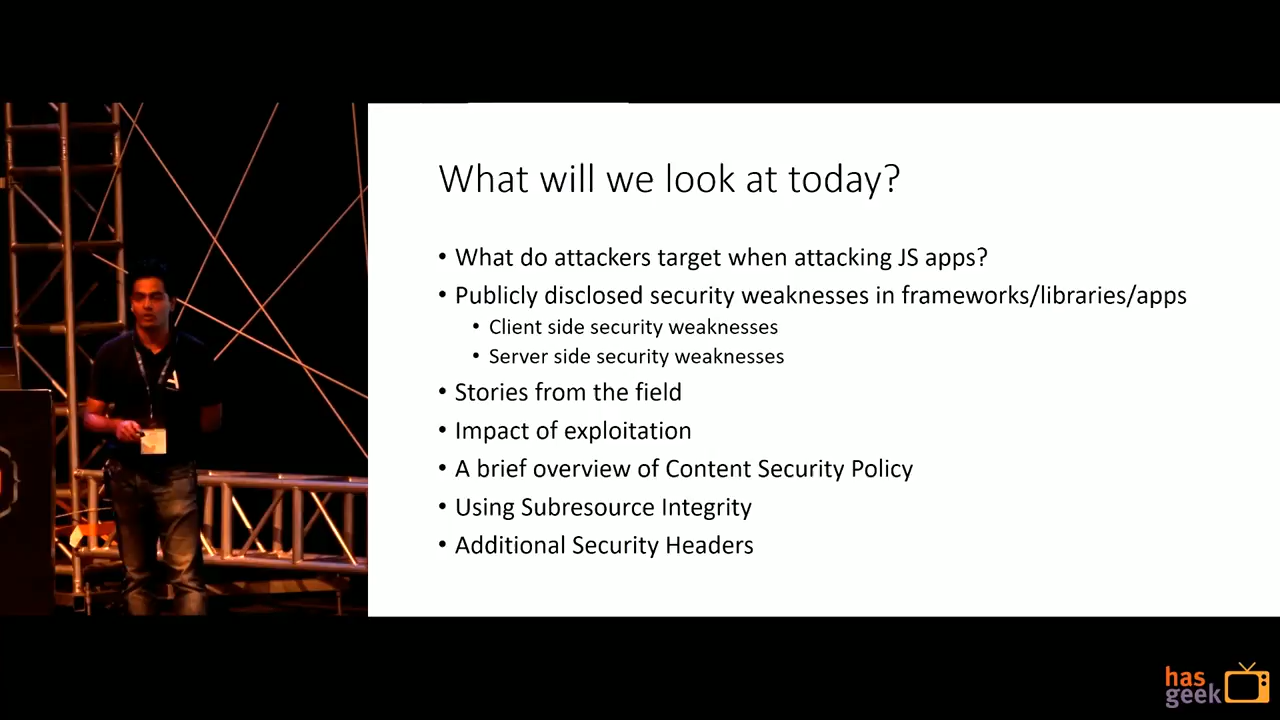 What will we look at today?
• What do attackers target when attacking JS apps?
• Publicly disclosed security weaknesses in frameworks/libraries/apps
• Client side security weaknesses
• Server side security weaknesses
• Stories from the field
• Impact of exploitation
• A brief overview of Content Security Policy
• Using Subresource Integrity
• Additional Security Headers
has
geek